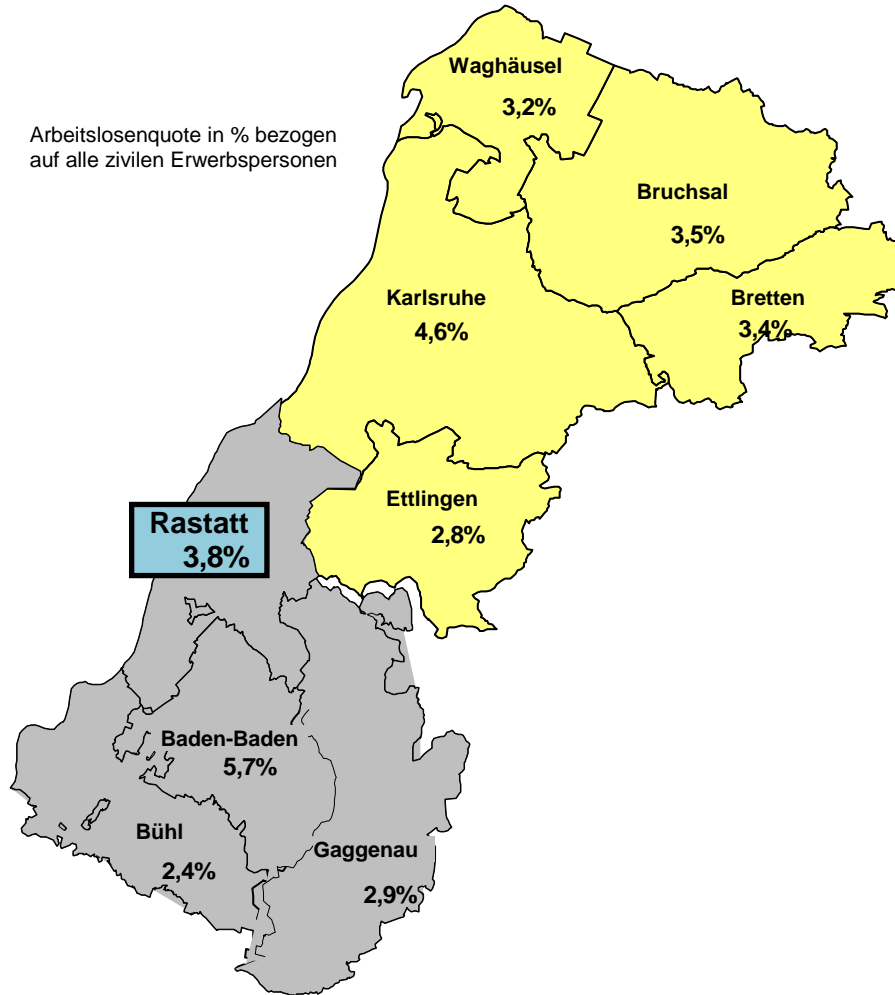 Waghäusel
3,2%
Arbeitslosenquote in % bezogen
auf alle zivilen Erwerbspersonen
Bruchsal
3,5%
Karlsruhe
4,6%
Bretten
3,4%
Ettlingen
2,8%
Rastatt
3,8%
Baden-Baden
5,7%
Bühl
2,4%
Gaggenau
2,9%